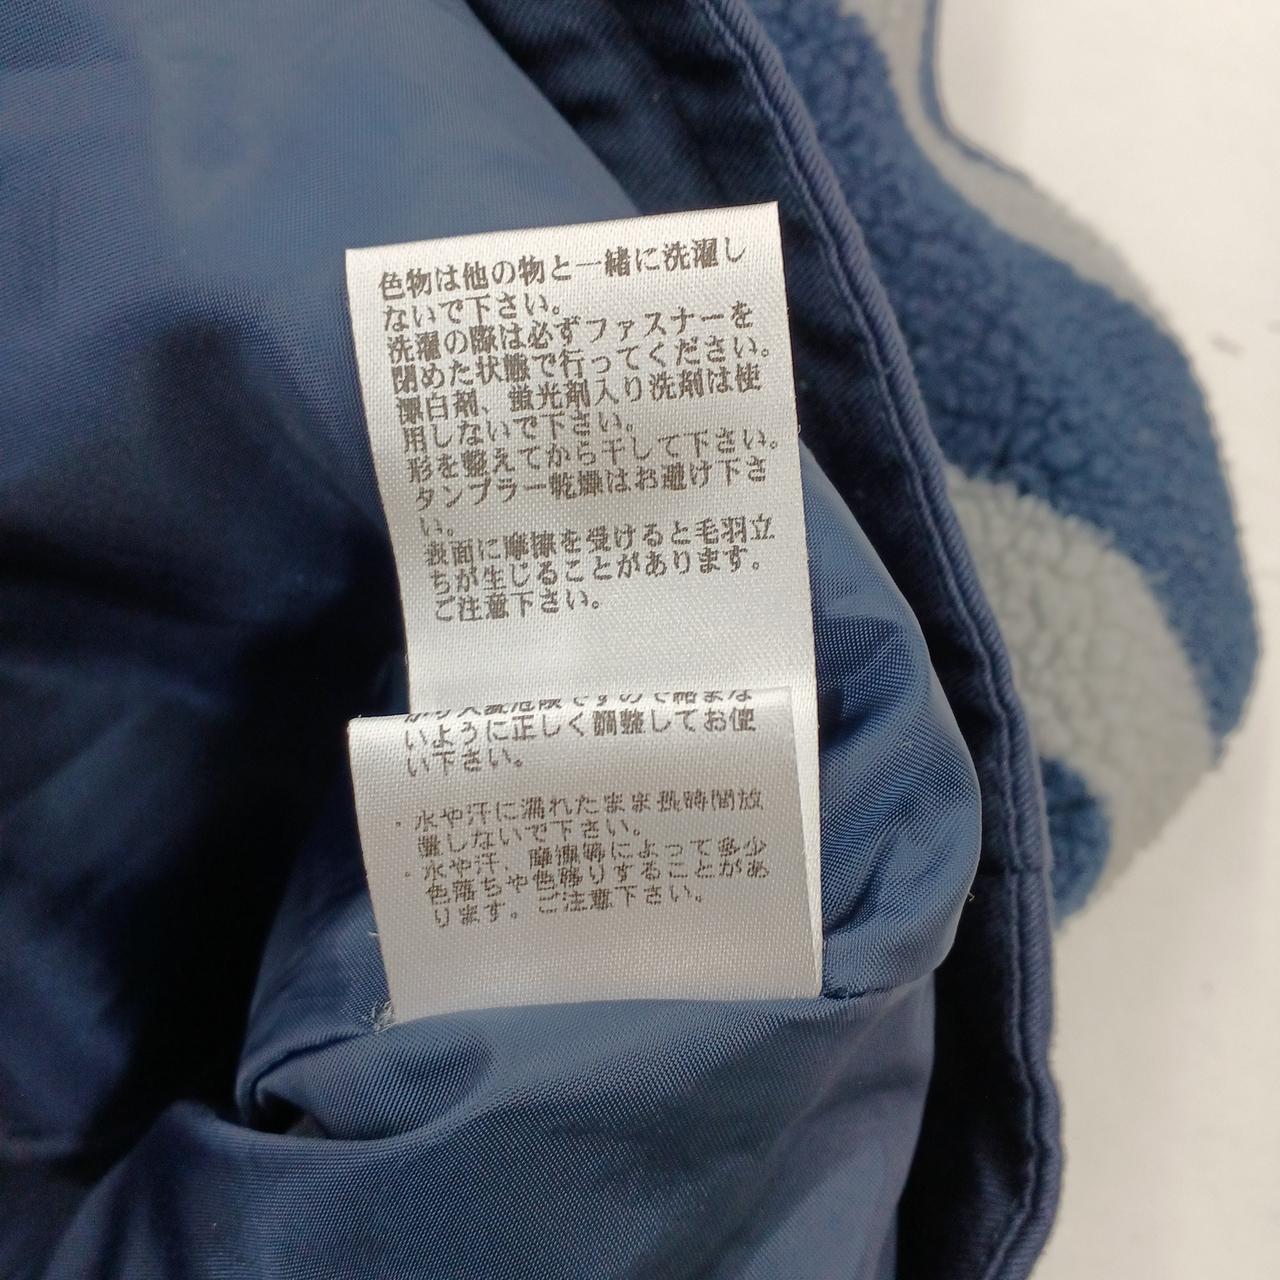 色物は他の物と一緒に洗濯し
ないで下さい。
洗濯の際は必ずファスナーを
閉めた状態で行ってください。
漂白剤、蛍光剤入り洗剤は使
用しないで下さい。
形を整えてから干して下さい。
タンブラー乾燥はお避け下さ
い。
表面に摩擦を受けると毛羽立
ちが生じることがあります。
ご注意下さい。
いように正しく調整してお使
い下さい。
・水や汗に濡れたまま長時間放
置しないで下さい。
・水や汗、摩擦等によって多少
色落ちや色移りすることがあ
ります。ご注意下さい。